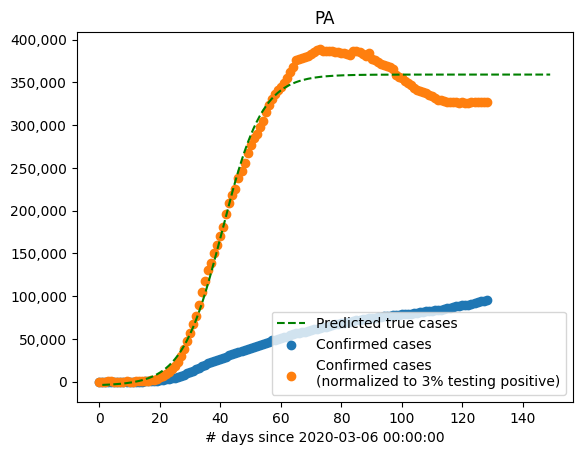 PA
400,000
350,000
300,000
250,000
200,000
150,000
100,000
50,000
0
Predicted true cases
Confirmed cases
Confirmed cases
(normalized to 3% testing positive)
0 20 40 60 80 100 120 140
# days since 2020-03-06 00:00:00